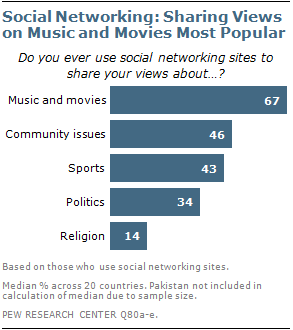 Social Networking: Sharing Views
on Music and Movies Most Popular
Do you ever use social networking sites to
share your views about…?
Music and movies 67
Community issues 46
Sports 43
Politics 34
Religion 14
Based on those who use social networking sites.
Median % across 20 countries. Pakistan not included in
calculation of median due to sample size.
PEW RESEARCH CENTER Q80a-e.